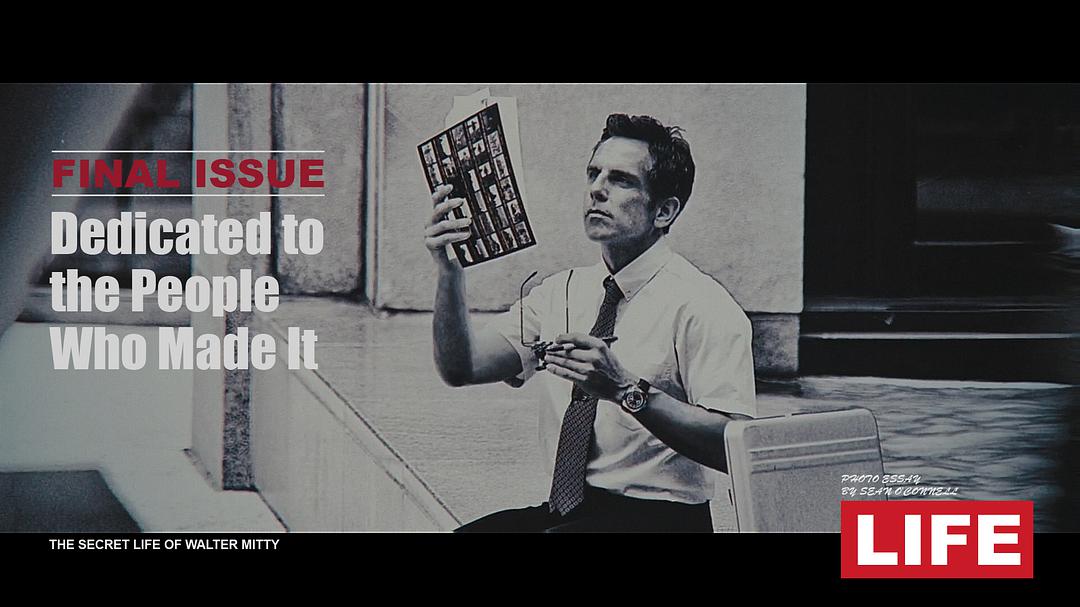 FINAL ISSUE
Dedicated to
the People
Who Made It
PHOTO ESSAY
BY SEAN O'CONNELL
LIFE
THE SECRET LIFE OF WALTER MITTY